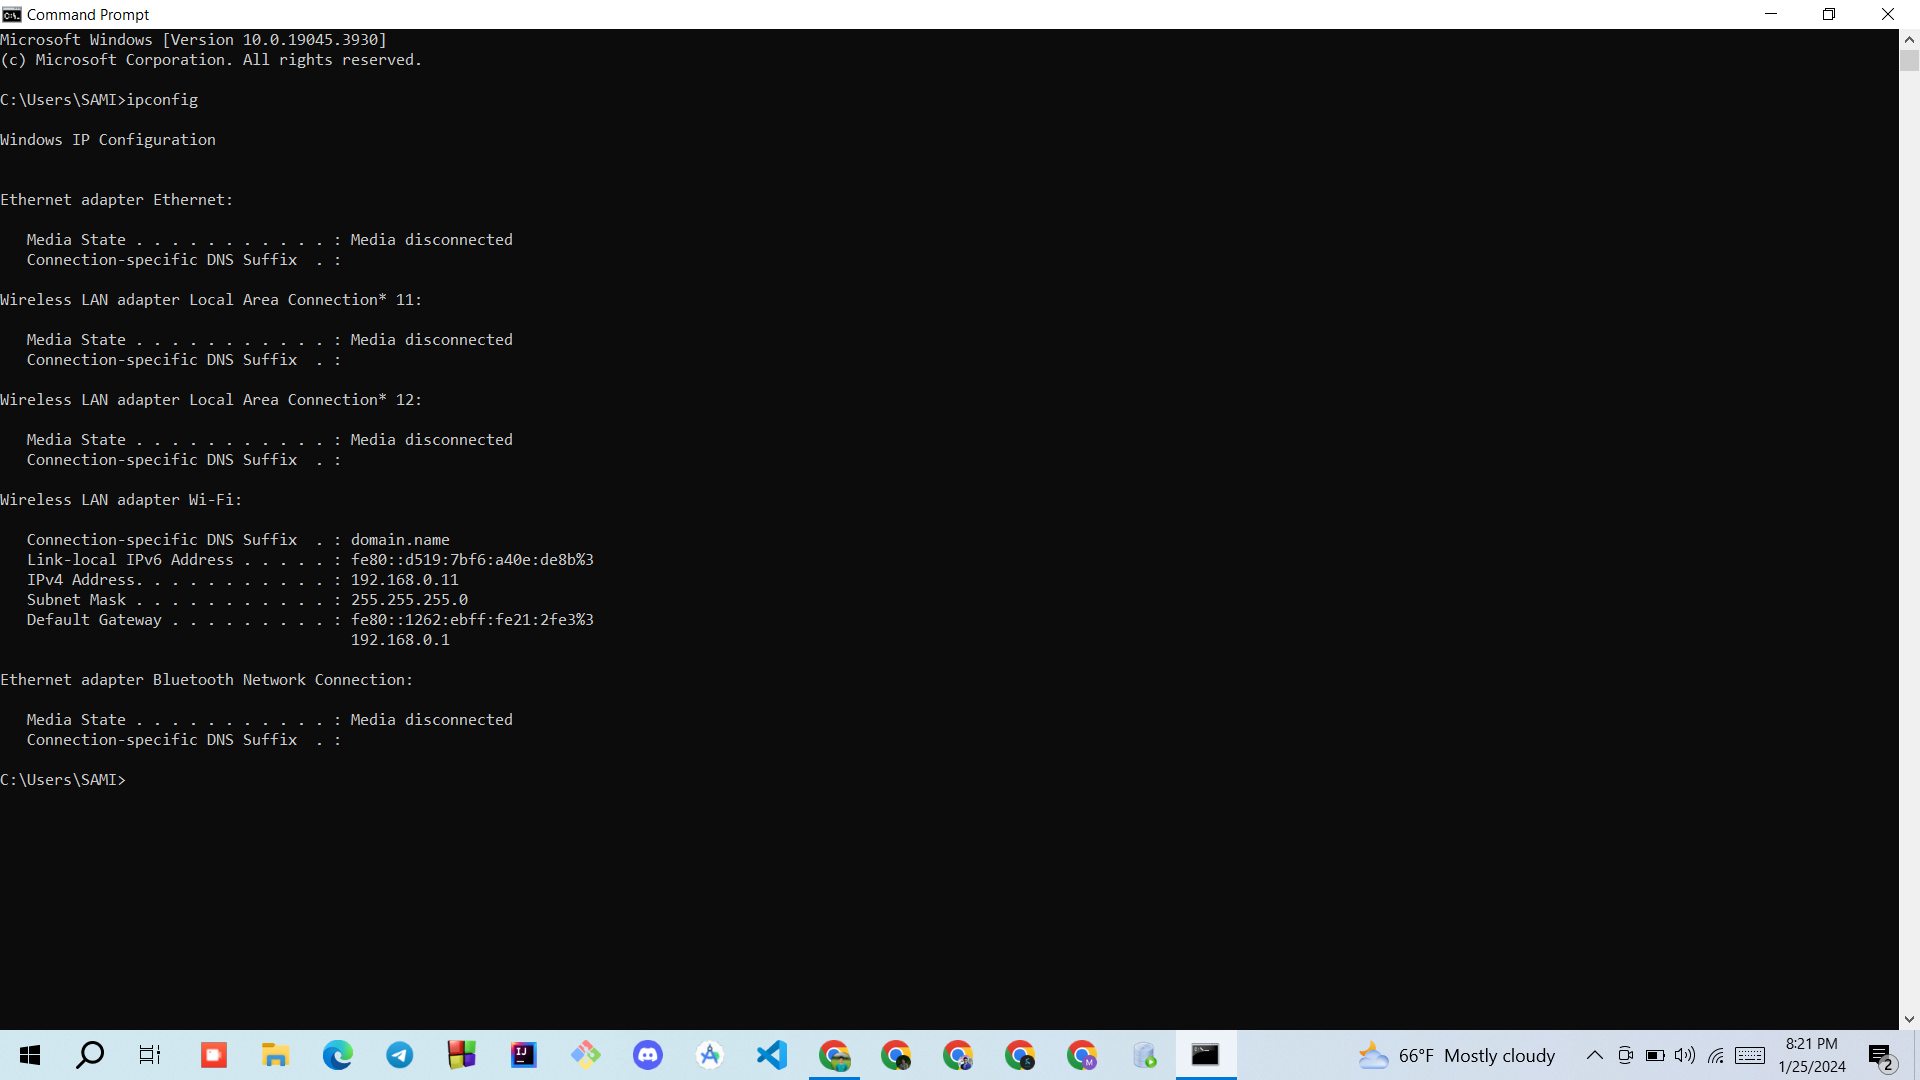 Command Prompt
Microsoft Windows [Version 10.0.19045.3930]
(c) Microsoft Corporation. All rights reserved.
C:\Users\SAMI>ipconfig
Windows IP Configuration
Ethernet adapter Ethernet:
   Media State . . . . . . . . . . . : Media disconnected
   Connection-specific DNS Suffix  . :
Wireless LAN adapter Local Area Connection* 11:
   Media State . . . . . . . . . . . : Media disconnected
   Connection-specific DNS Suffix  . :
Wireless LAN adapter Local Area Connection* 12:
   Media State . . . . . . . . . . . : Media disconnected
   Connection-specific DNS Suffix  . :
Wireless LAN adapter Wi-Fi:
   Connection-specific DNS Suffix  . : domain.name
   Link-local IPv6 Address . . . . . : fe80::d519:7bf6:a40e:de8b%3
   IPv4 Address. . . . . . . . . . . : 192.168.0.11
   Subnet Mask . . . . . . . . . . . : 255.255.255.0
   Default Gateway . . . . . . . . . : fe80::1262:ebff:fe21:2fe3%3
                                       192.168.0.1
Ethernet adapter Bluetooth Network Connection:
   Media State . . . . . . . . . . . : Media disconnected
   Connection-specific DNS Suffix  . :
C:\Users\SAMI>
66°F Mostly cloudy
8:21 PM
1/25/2024
2